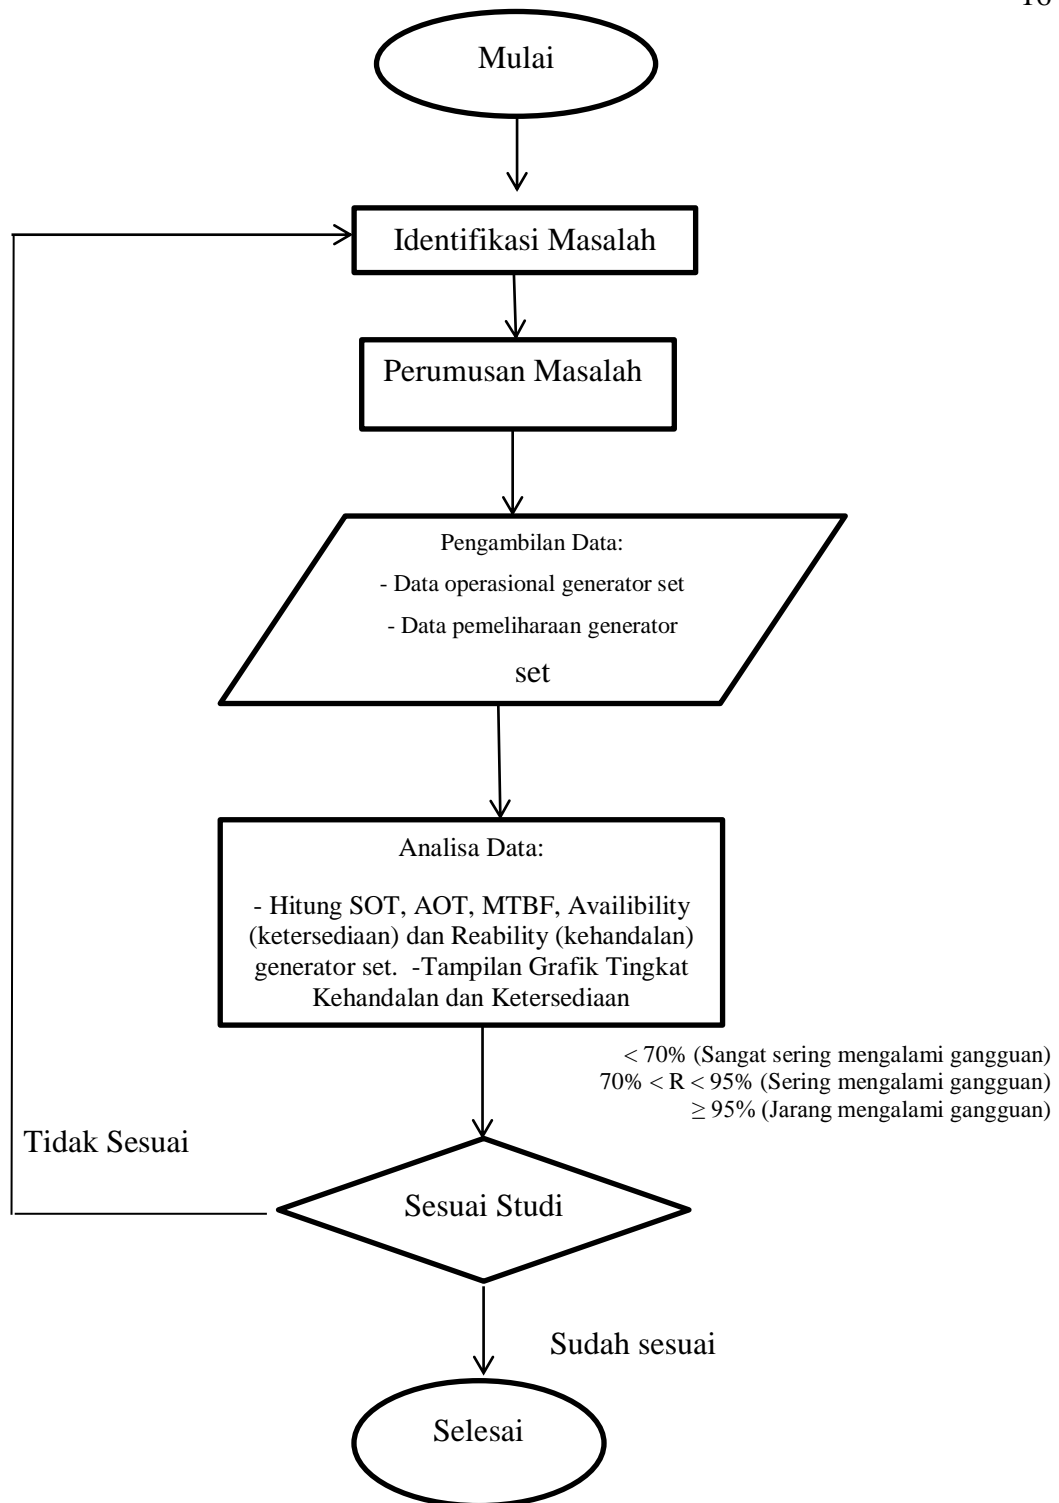 Mulai
Identifikasi Masalah
Perumusan Masalah
Pengambilan Data:
- Data operasional generator set
- Data pemeliharaan generator
set
Analisa Data:
- Hitung SOT, AOT, MTBF, Availibility
(ketersediaan) dan Reability (kehandalan)
generator set.  -Tampilan Grafik Tingkat
Kehandalan dan Ketersediaan
< 70% (Sangat sering mengalami gangguan)
70% < R < 95% (Sering mengalami gangguan)
≥ 95% (Jarang mengalami gangguan)
Tidak Sesuai
Sesuai Studi
Sudah sesuai
Selesai